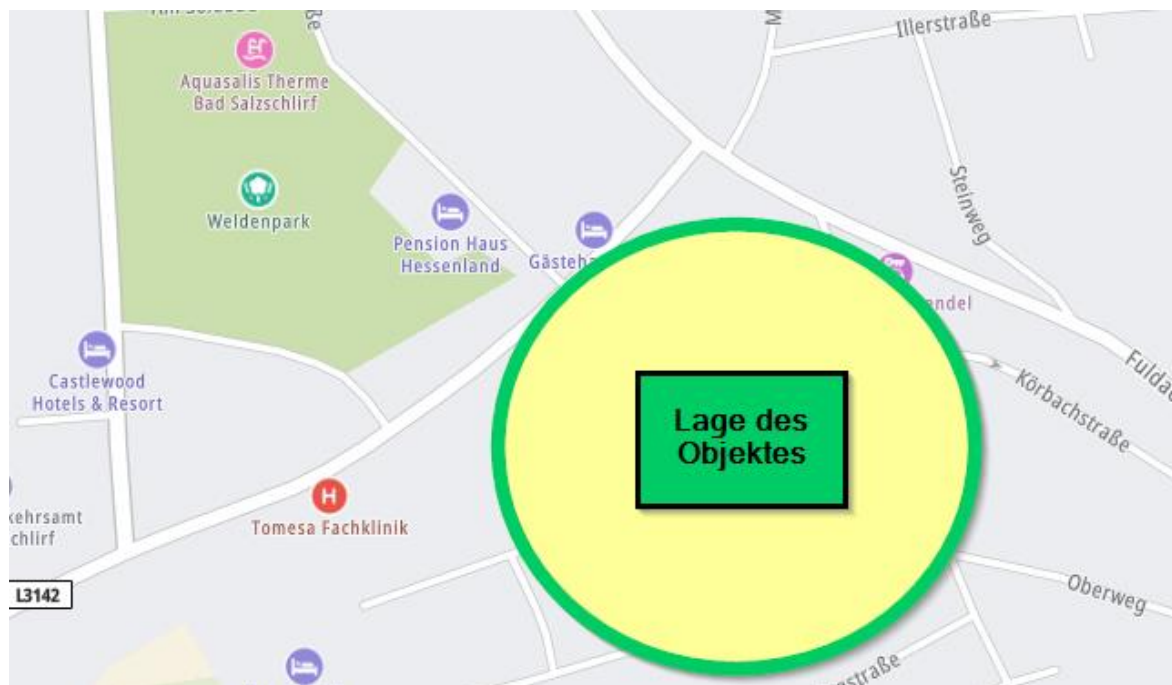 Illerstraße
Aquasalis Therme
Bad Salzschlirf
Steinweg
Weldenpark
Pension Haus
Hessenland
Castlewood
Hotels & Resort
Körbachstraße
Lage des
Objektes
Tomesa Fachklinik
L3142
Oberweg